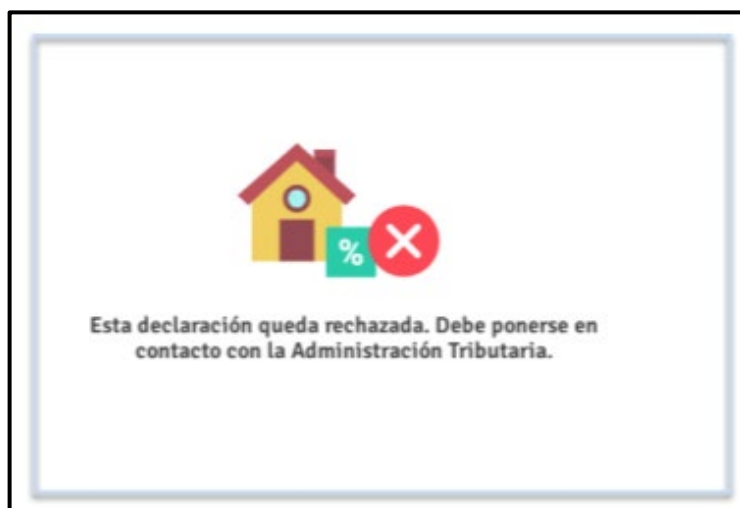 %
Esta declaración queda rechazada. Debe ponerse en
contacto con la Administración Tributaria.